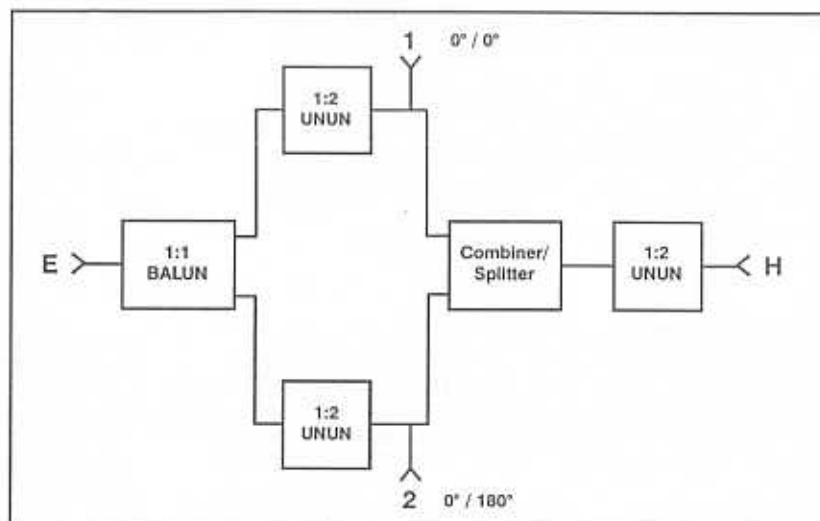 1 0° / 0°
1:2
UNUN
E
1:1
BALUN
Combiner/
Splitter
1:2
UNUN
H
1:2
UNUN
2 0° / 180°